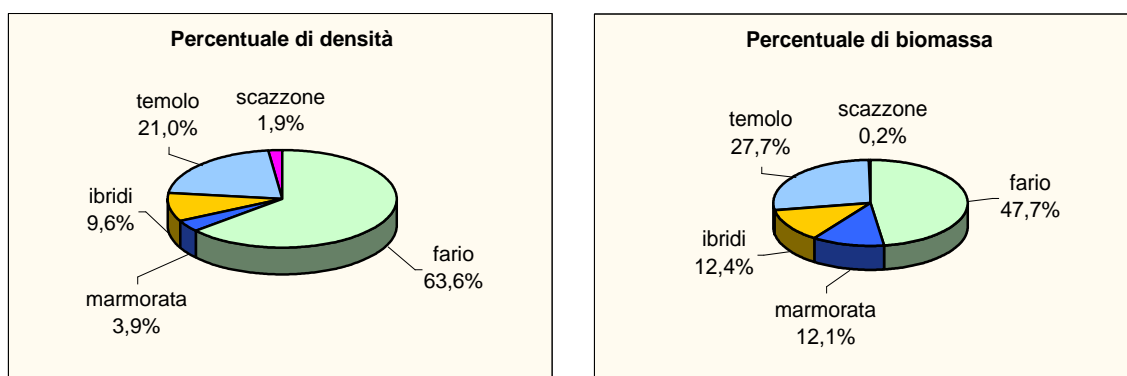 Percentuale di densità
temolo
21,0%
scazzone
1,9%
ibridi
9,6%
fario
63,6%
marmorata
3,9%
Percentuale di biomassa
scazzone
0,2%
temolo
27,7%
fario
47,7%
ibridi
12,4%
marmorata
12,1%